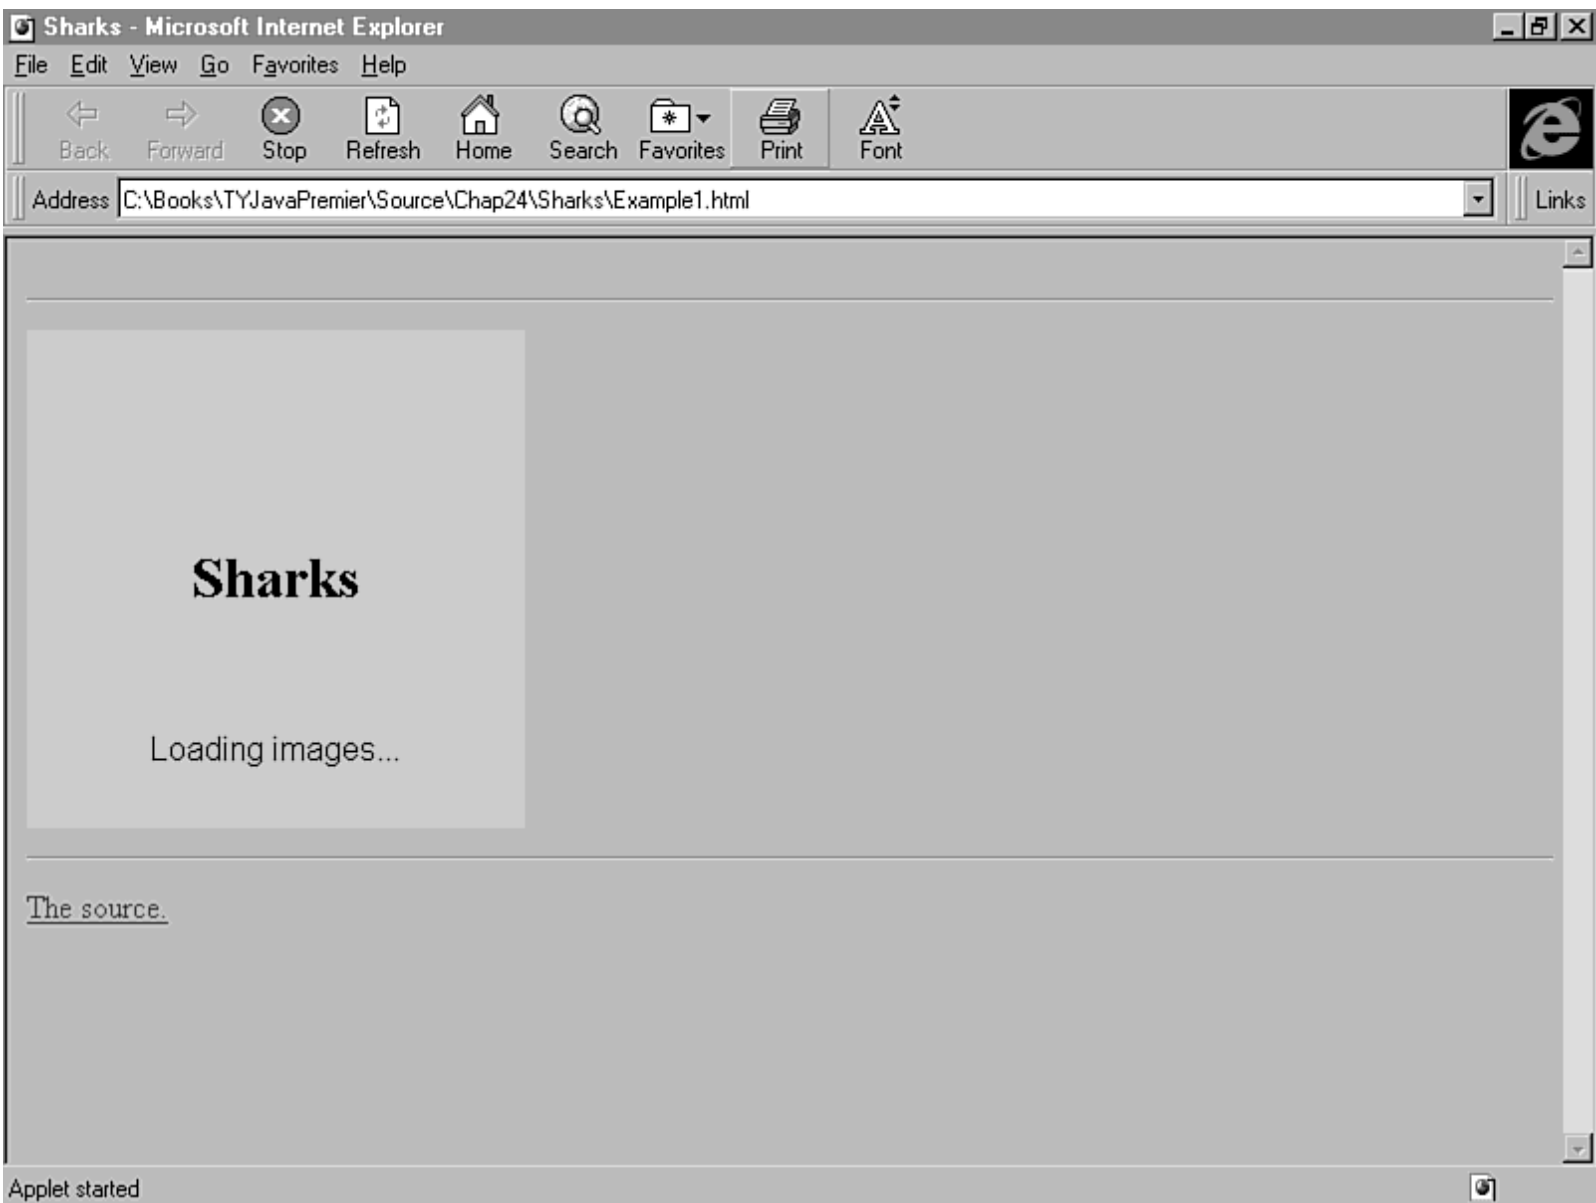 Sharks - Microsoft Internet Explorer
File Edit View Go Favorites Help
Back Forward Stop Refresh Home Search Favorites Print Font
Address C:\Books\TYJavaPremier\Source\Chap24\Sharks\Example1.html Links
Sharks
Loading images...
The source.
Applet started